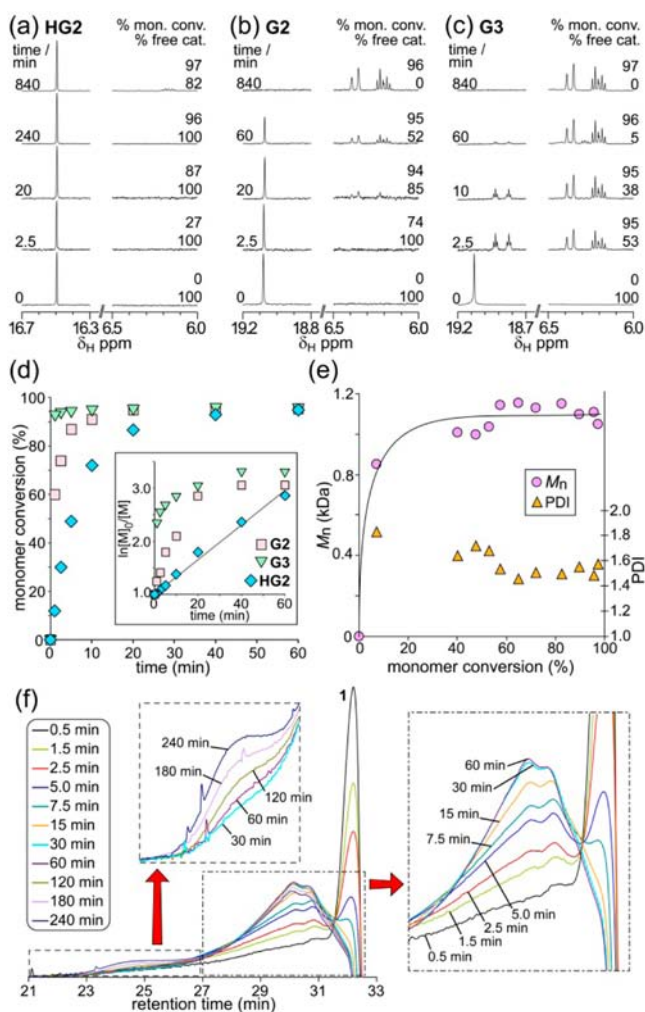 (a) HG2
time / min
% mon. conv.
% free cat.
840
97
82
240
96
100
20
87
100
2.5
27
100
0
0
100
16.7 16.3 6.5 6.0
δH ppm
(b) G2
% mon. conv.
% free cat.
840
96
0
60
95
52
20
94
85
2.5
74
100
0
0
100
19.2 18.8 6.5 6.0
δH ppm
(c) G3
% mon. conv.
% free cat.
840
97
0
60
96
5
10
95
38
2.5
95
53
0
0
100
19.2 18.7 6.5 6.0
δH ppm
(d)
monomer conversion (%)
100
80
60
40
20
0
0 10 20 30 40 50 60
time (min)
ln[M]0/[M]
3.0
2.0
1.0
0 20 40 60
time (min)
G2
G3
HG2
(e)
Mn (kDa)
1.2
0.8
0.4
0
0 20 40 60 80 100
monomer conversion (%)
Mn
PDI
2.0
1.8
1.6
1.4
1.2
1.0
PDI
(f)
0.5 min
1.5 min
2.5 min
5.0 min
7.5 min
15 min
30 min
60 min
120 min
180 min
240 min
240 min
180 min
120 min
60 min
30 min
1
60 min
30 min
15 min
7.5 min
5.0 min
2.5 min
1.5 min
0.5 min
21 23 25 27 29 31 33
retention time (min)